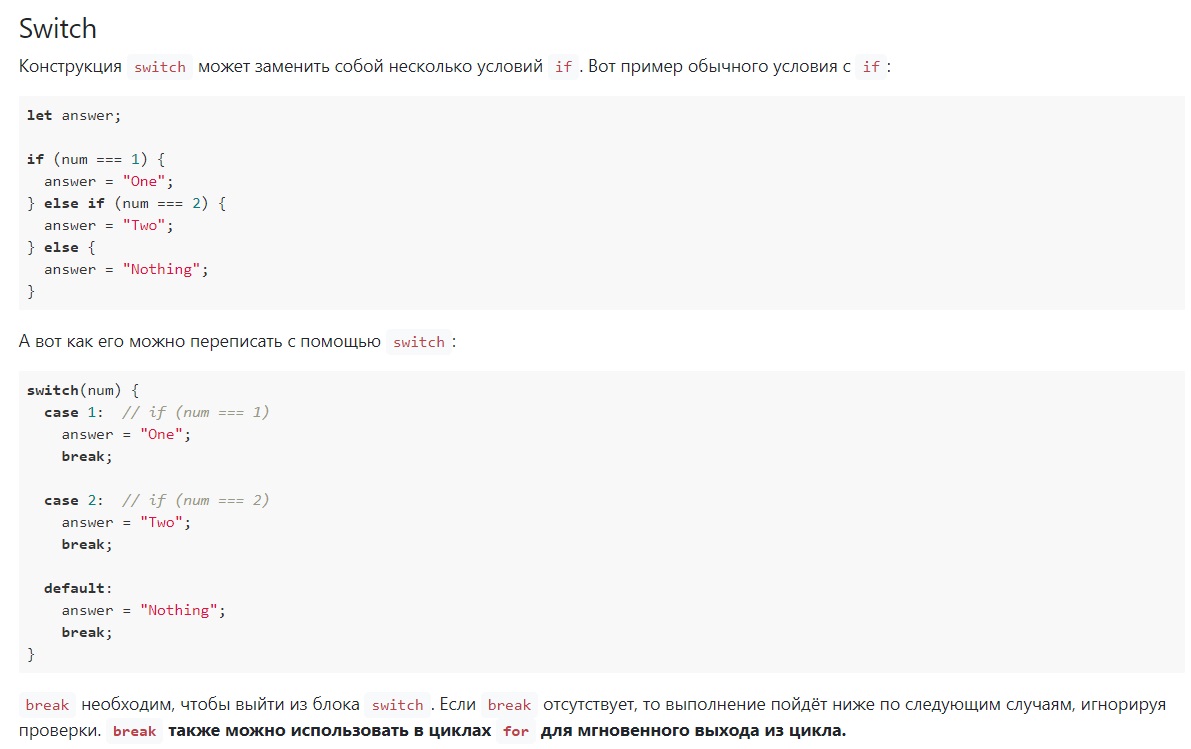 Switch
Конструкция switch может заменить собой несколько условий if. Вот пример обычного условия с if:
let answer;
if (num === 1) {
  answer = "One";
} else if (num === 2) {
  answer = "Two";
} else {
  answer = "Nothing";
}
А вот как его можно переписать с помощью switch:
switch(num) {
  case 1:  // if (num === 1)
    answer = "One";
    break;
  case 2:  // if (num === 2)
    answer = "Two";
    break;
  default:
    answer = "Nothing";
    break;
}
break необходим, чтобы выйти из блока switch. Если break отсутствует, то выполнение пойдёт ниже по следующим случаям, игнорируя
проверки. break также можно использовать в циклах for для мгновенного выхода из цикла.